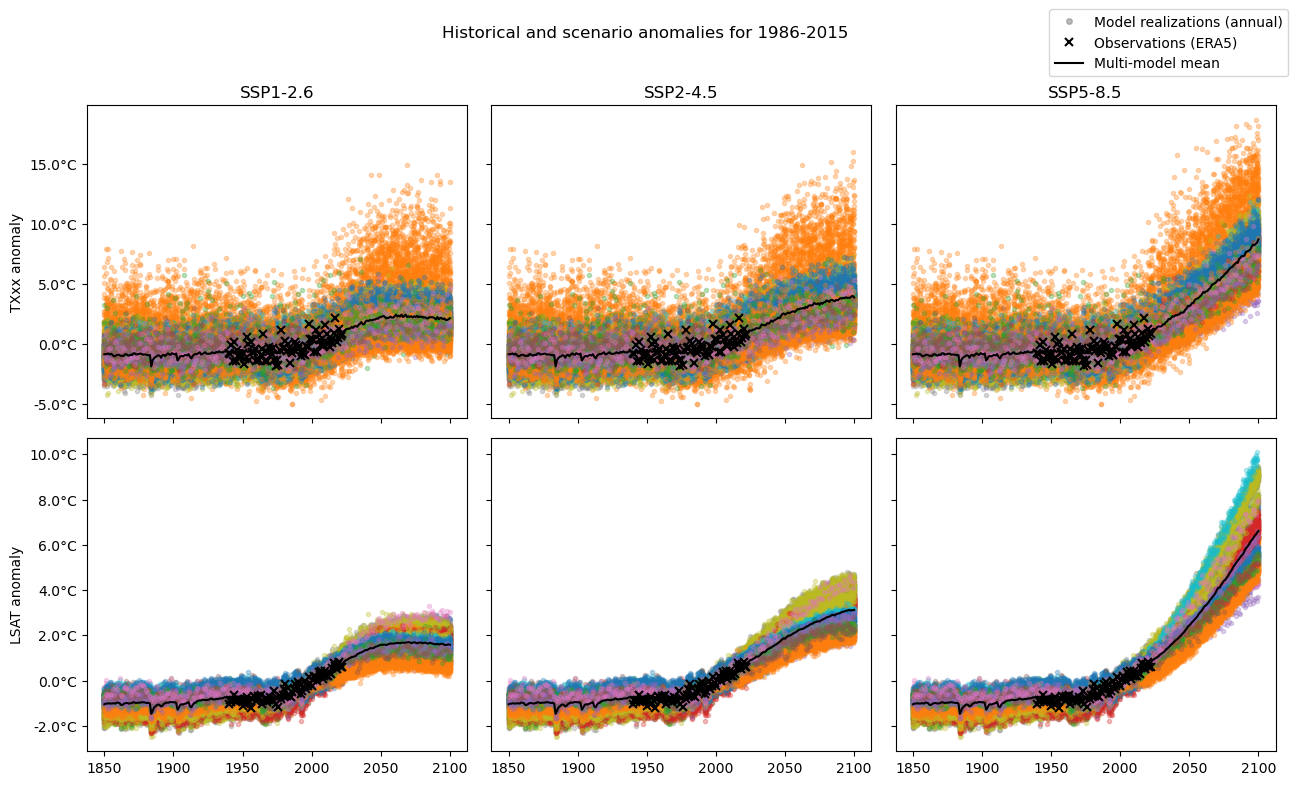 Historical and scenario anomalies for 1986-2015
Model realizations (annual)
Observations (ERA5)
Multi-model mean
SSP1-2.6
SSP2-4.5
SSP5-8.5
TXxx anomaly
15.0°C
10.0°C
5.0°C
0.0°C
-5.0°C
LSAT anomaly
10.0°C
8.0°C
6.0°C
4.0°C
2.0°C
0.0°C
-2.0°C
1850 1900 1950 2000 2050 2100
1850 1900 1950 2000 2050 2100
1850 1900 1950 2000 2050 2100